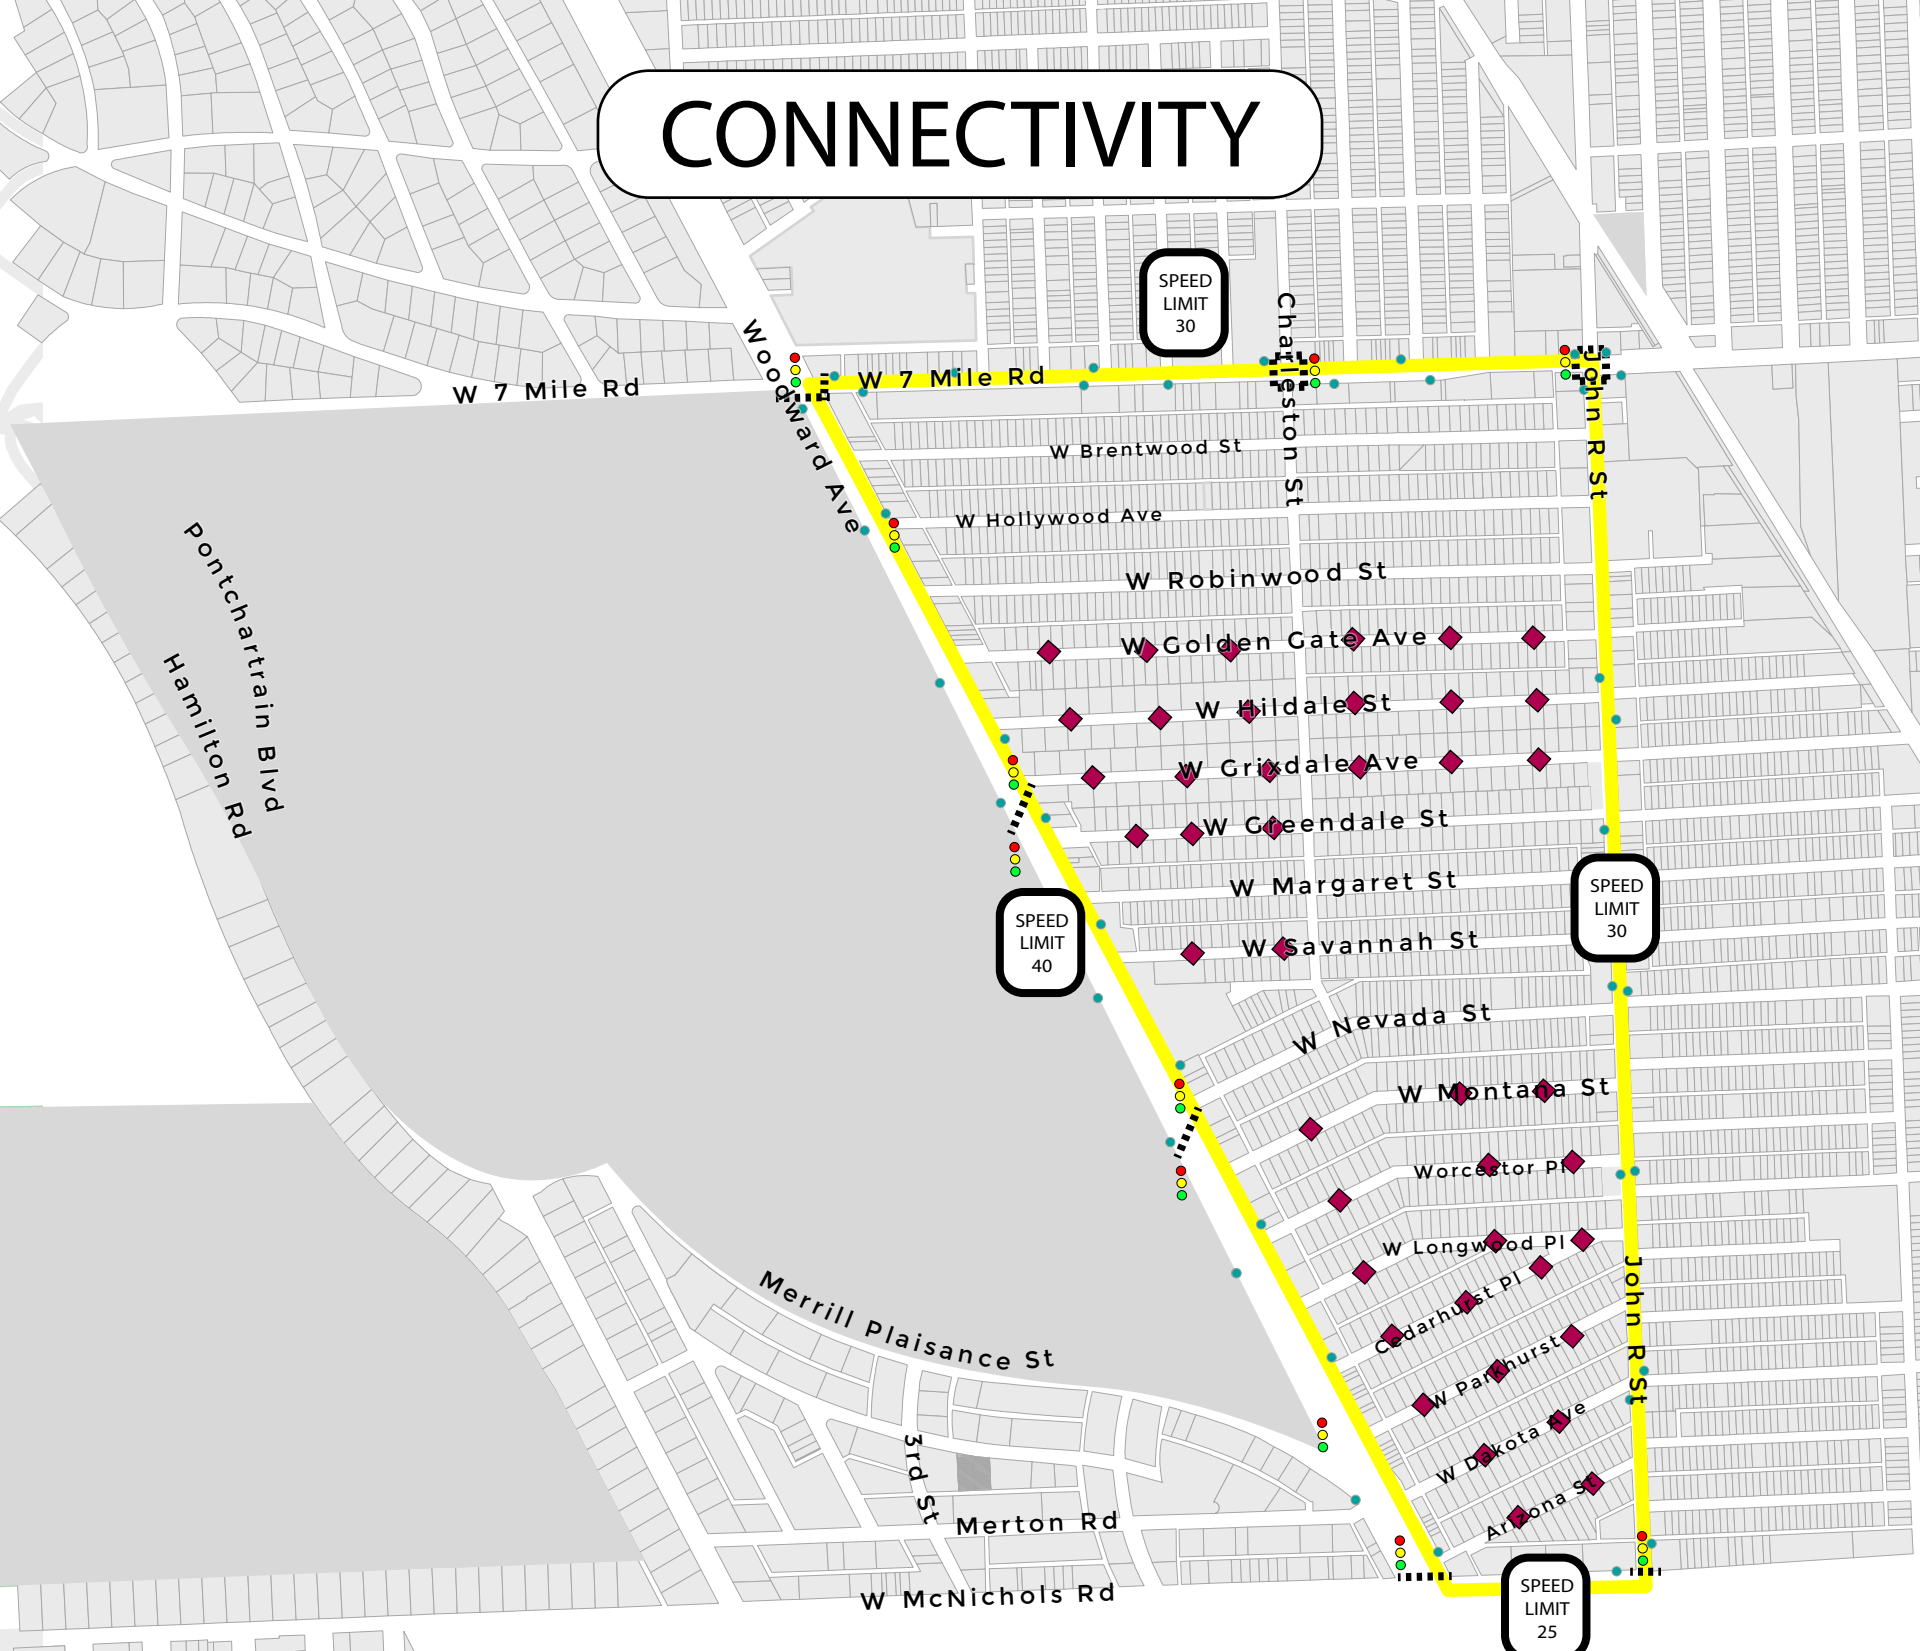 CONNECTIVITY
SPEED
LIMIT
30
Charleston St
Woodward Ave
W 7 Mile Rd
W 7 Mile Rd
John R St
W Brentwood St
W Hollywood Ave
Pontchartrain Blvd
Hamilton Rd
W Robinwood St
W Golden Gate Ave
W Hildale St
W Grixdale Ave
W Greendale St
W Margaret St
SPEED
LIMIT
30
SPEED
LIMIT
40
W Savannah St
W Nevada St
W Montana St
Worcestor Pl
W Longwood Pl
Cedarhurst Pl
John R St
Merrill Plaisance St
W Parkhurst
W Dakota Ave
3rd St
Arizona St
Merton Rd
W McNichols Rd
SPEED
LIMIT
25